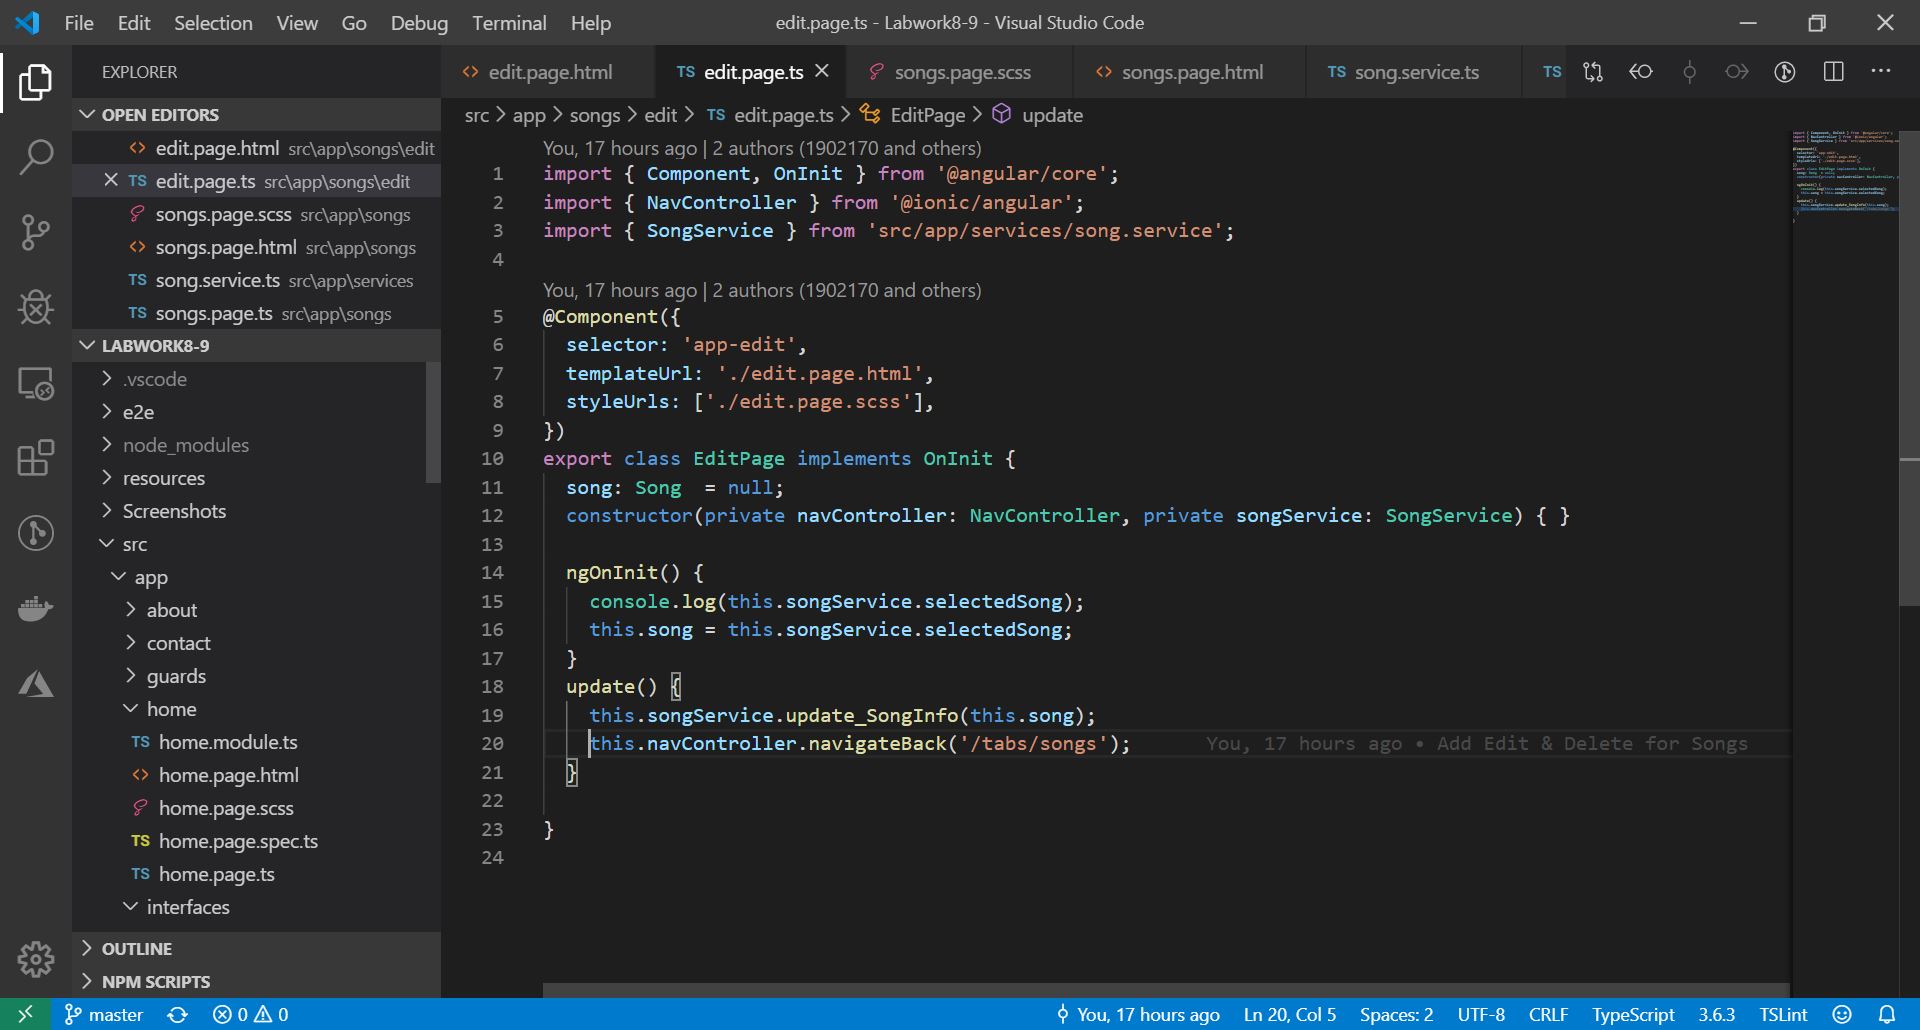 File Edit Selection View Go Debug Terminal Help
edit.page.ts - Labwork8-9 - Visual Studio Code
EXPLORER
OPEN EDITORS
edit.page.html src\app\songs\edit
edit.page.ts src\app\songs\edit
songs.page.scss src\app\songs
songs.page.html src\app\songs
TS song.service.ts src\app\services
TS songs.page.ts src\app\songs
LABWORK8-9
.vscode
e2e
node_modules
resources
Screenshots
src
app
about
contact
guards
home
TS home.module.ts
home.page.html
home.page.scss
TS home.page.spec.ts
TS home.page.ts
interfaces
OUTLINE
NPM SCRIPTS
edit.page.html TS edit.page.ts songs.page.scss songs.page.html TS song.service.ts TS
src > app > songs > edit > TS edit.page.ts > EditPage > update
You, 17 hours ago | 2 authors (1902170 and others)
1 import { Component, OnInit } from '@angular/core';
2 import { NavController } from '@ionic/angular';
3 import { SongService } from 'src/app/services/song.service';
4
You, 17 hours ago | 2 authors (1902170 and others)
5 @Component({
6 selector: 'app-edit',
7 templateUrl: './edit.page.html',
8 styleUrls: ['./edit.page.scss'],
9 })
10 export class EditPage implements OnInit {
11 song: Song  = null;
12 constructor(private navController: NavController, private songService: SongService) { }
13
14 ngOnInit() {
15 console.log(this.songService.selectedSong);
16 this.song = this.songService.selectedSong;
17 }
18 update() {
19 this.songService.update_SongInfo(this.song);
20 this.navController.navigateBack('/tabs/songs'); You, 17 hours ago • Add Edit & Delete for Songs
21 }
22
23 }
24
master 0 0 You, 17 hours ago Ln 20, Col 5 Spaces: 2 UTF-8 CRLF TypeScript 3.6.3 TSLint